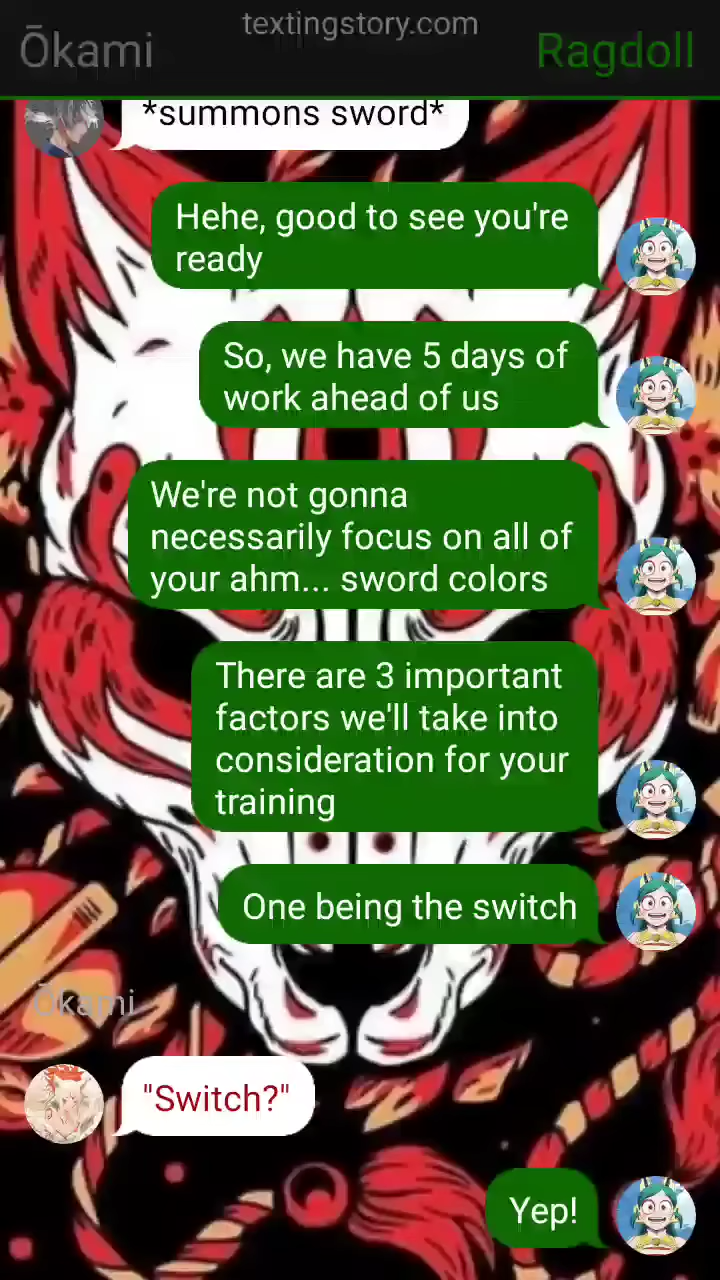 textingstory.com
Ōkami
Ragdoll
*summons sword*
Hehe, good to see you're
ready
So, we have 5 days of
work ahead of us
We're not gonna
necessarily focus on all of
your ahm... sword colors
There are 3 important
factors we'll take into
consideration for your
training
One being the switch
Ōkami
"Switch?"
Yep!